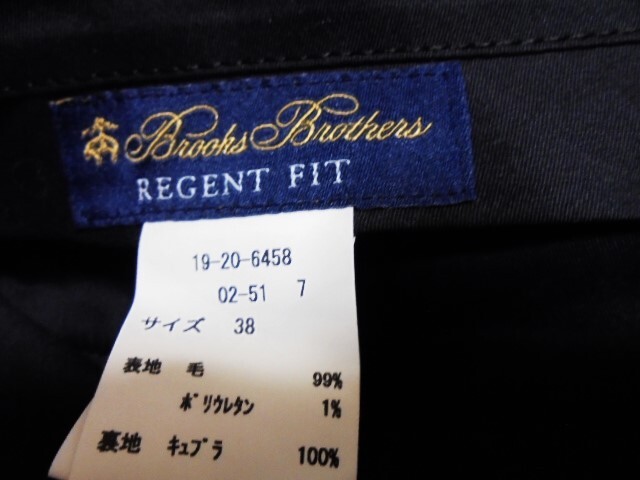 Brooks Brothers
REGENT FIT
19-20-6458
02-51 7
サイズ 38
表地 毛 99%
ポリウレタン 1%
裏地 キュプラ 100%